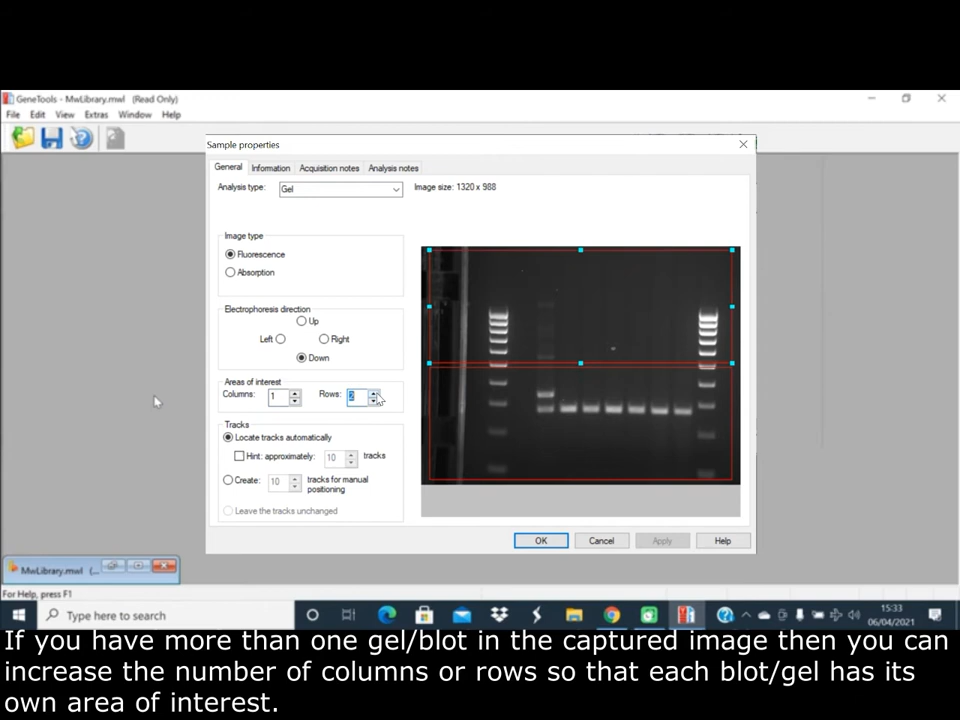 GeneTools - MwLibrary.mwl (Read Only)
File Edit View Extras Window Help
Sample properties
General Information Acquisition notes Analysis notes
Analysis type: Gel Image size: 1320 x 988
Image type
Fluorescence
Absorption
Electrophoresis direction
Up
Left Right
Down
Areas of interest
Columns: 1 Rows: 2
Tracks
Locate tracks automatically
Hint: approximately: 10 tracks
Create: 10 tracks for manual
positioning
Leave the tracks unchanged
OK Cancel Apply Help
MwLibrary.mwl (...
For Help, press F1
Type here to search
15:33
06/04/2021
If you have more than one gel/blot in the captured image then you can
increase the number of columns or rows so that each blot/gel has its
own area of interest.